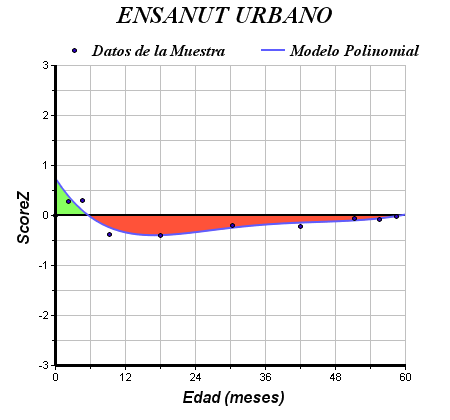 ENSANUT URBANO
Datos de la Muestra Modelo Polinomial
3
2
1
0
-1
-2
-3
ScoreZ
0 12 24 36 48 60
Edad (meses)